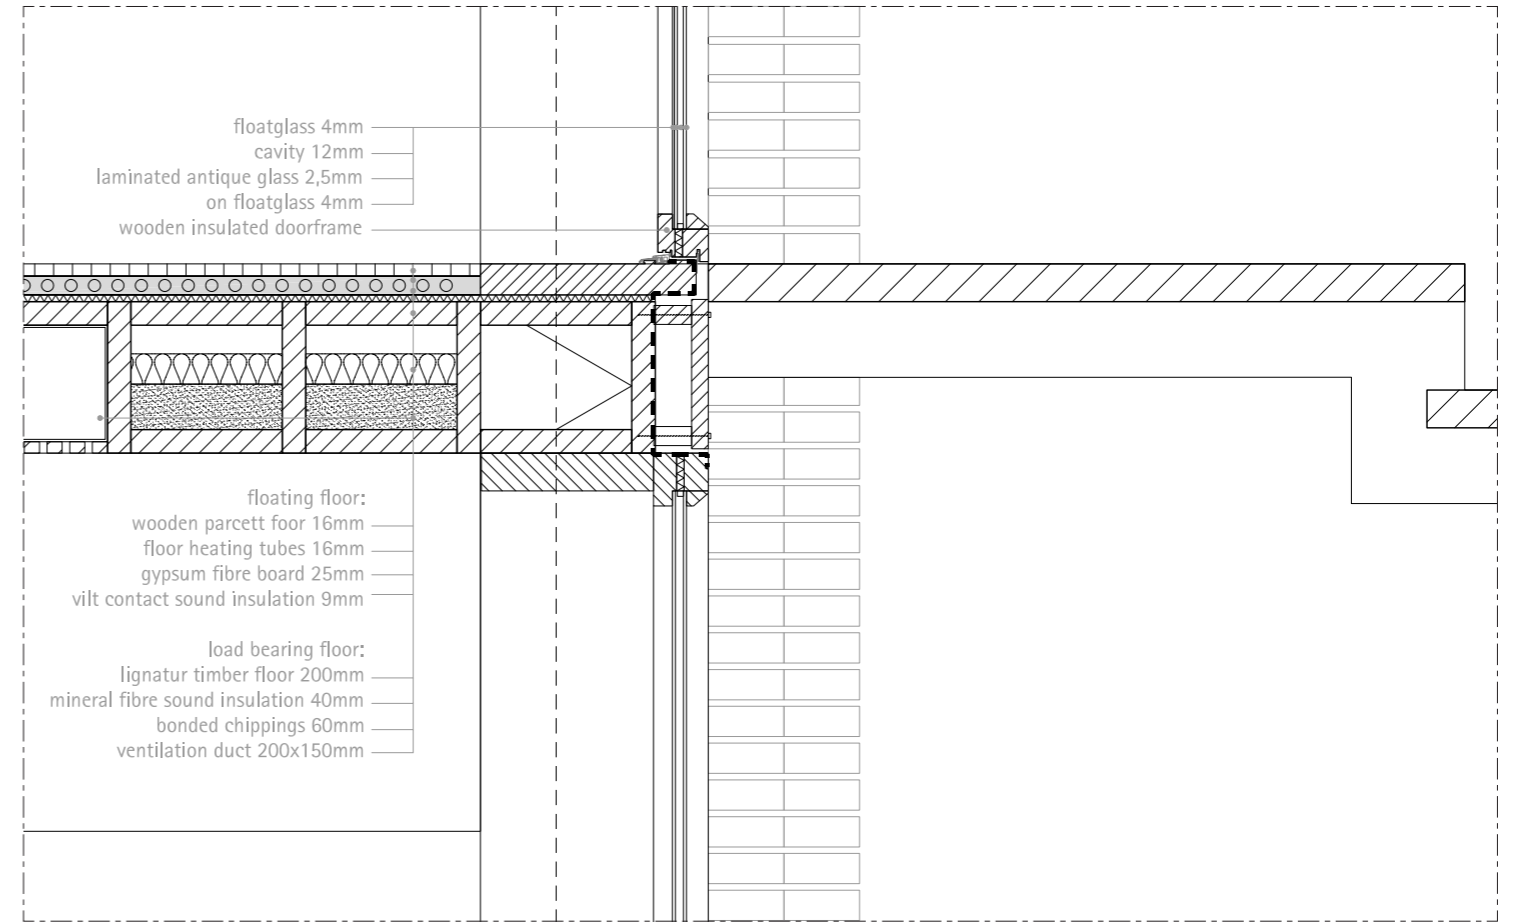 floatglass 4mm
cavity 12mm
laminated antique glass 2,5mm
on floatglass 4mm
wooden insulated doorframe
floating floor:
wooden parcett foor 16mm
floor heating tubes 16mm
gypsum fibre board 25mm
vilt contact sound insulation 9mm
load bearing floor:
lignatur timber floor 200mm
mineral fibre sound insulation 40mm
bonded chippings 60mm
ventilation duct 200x150mm